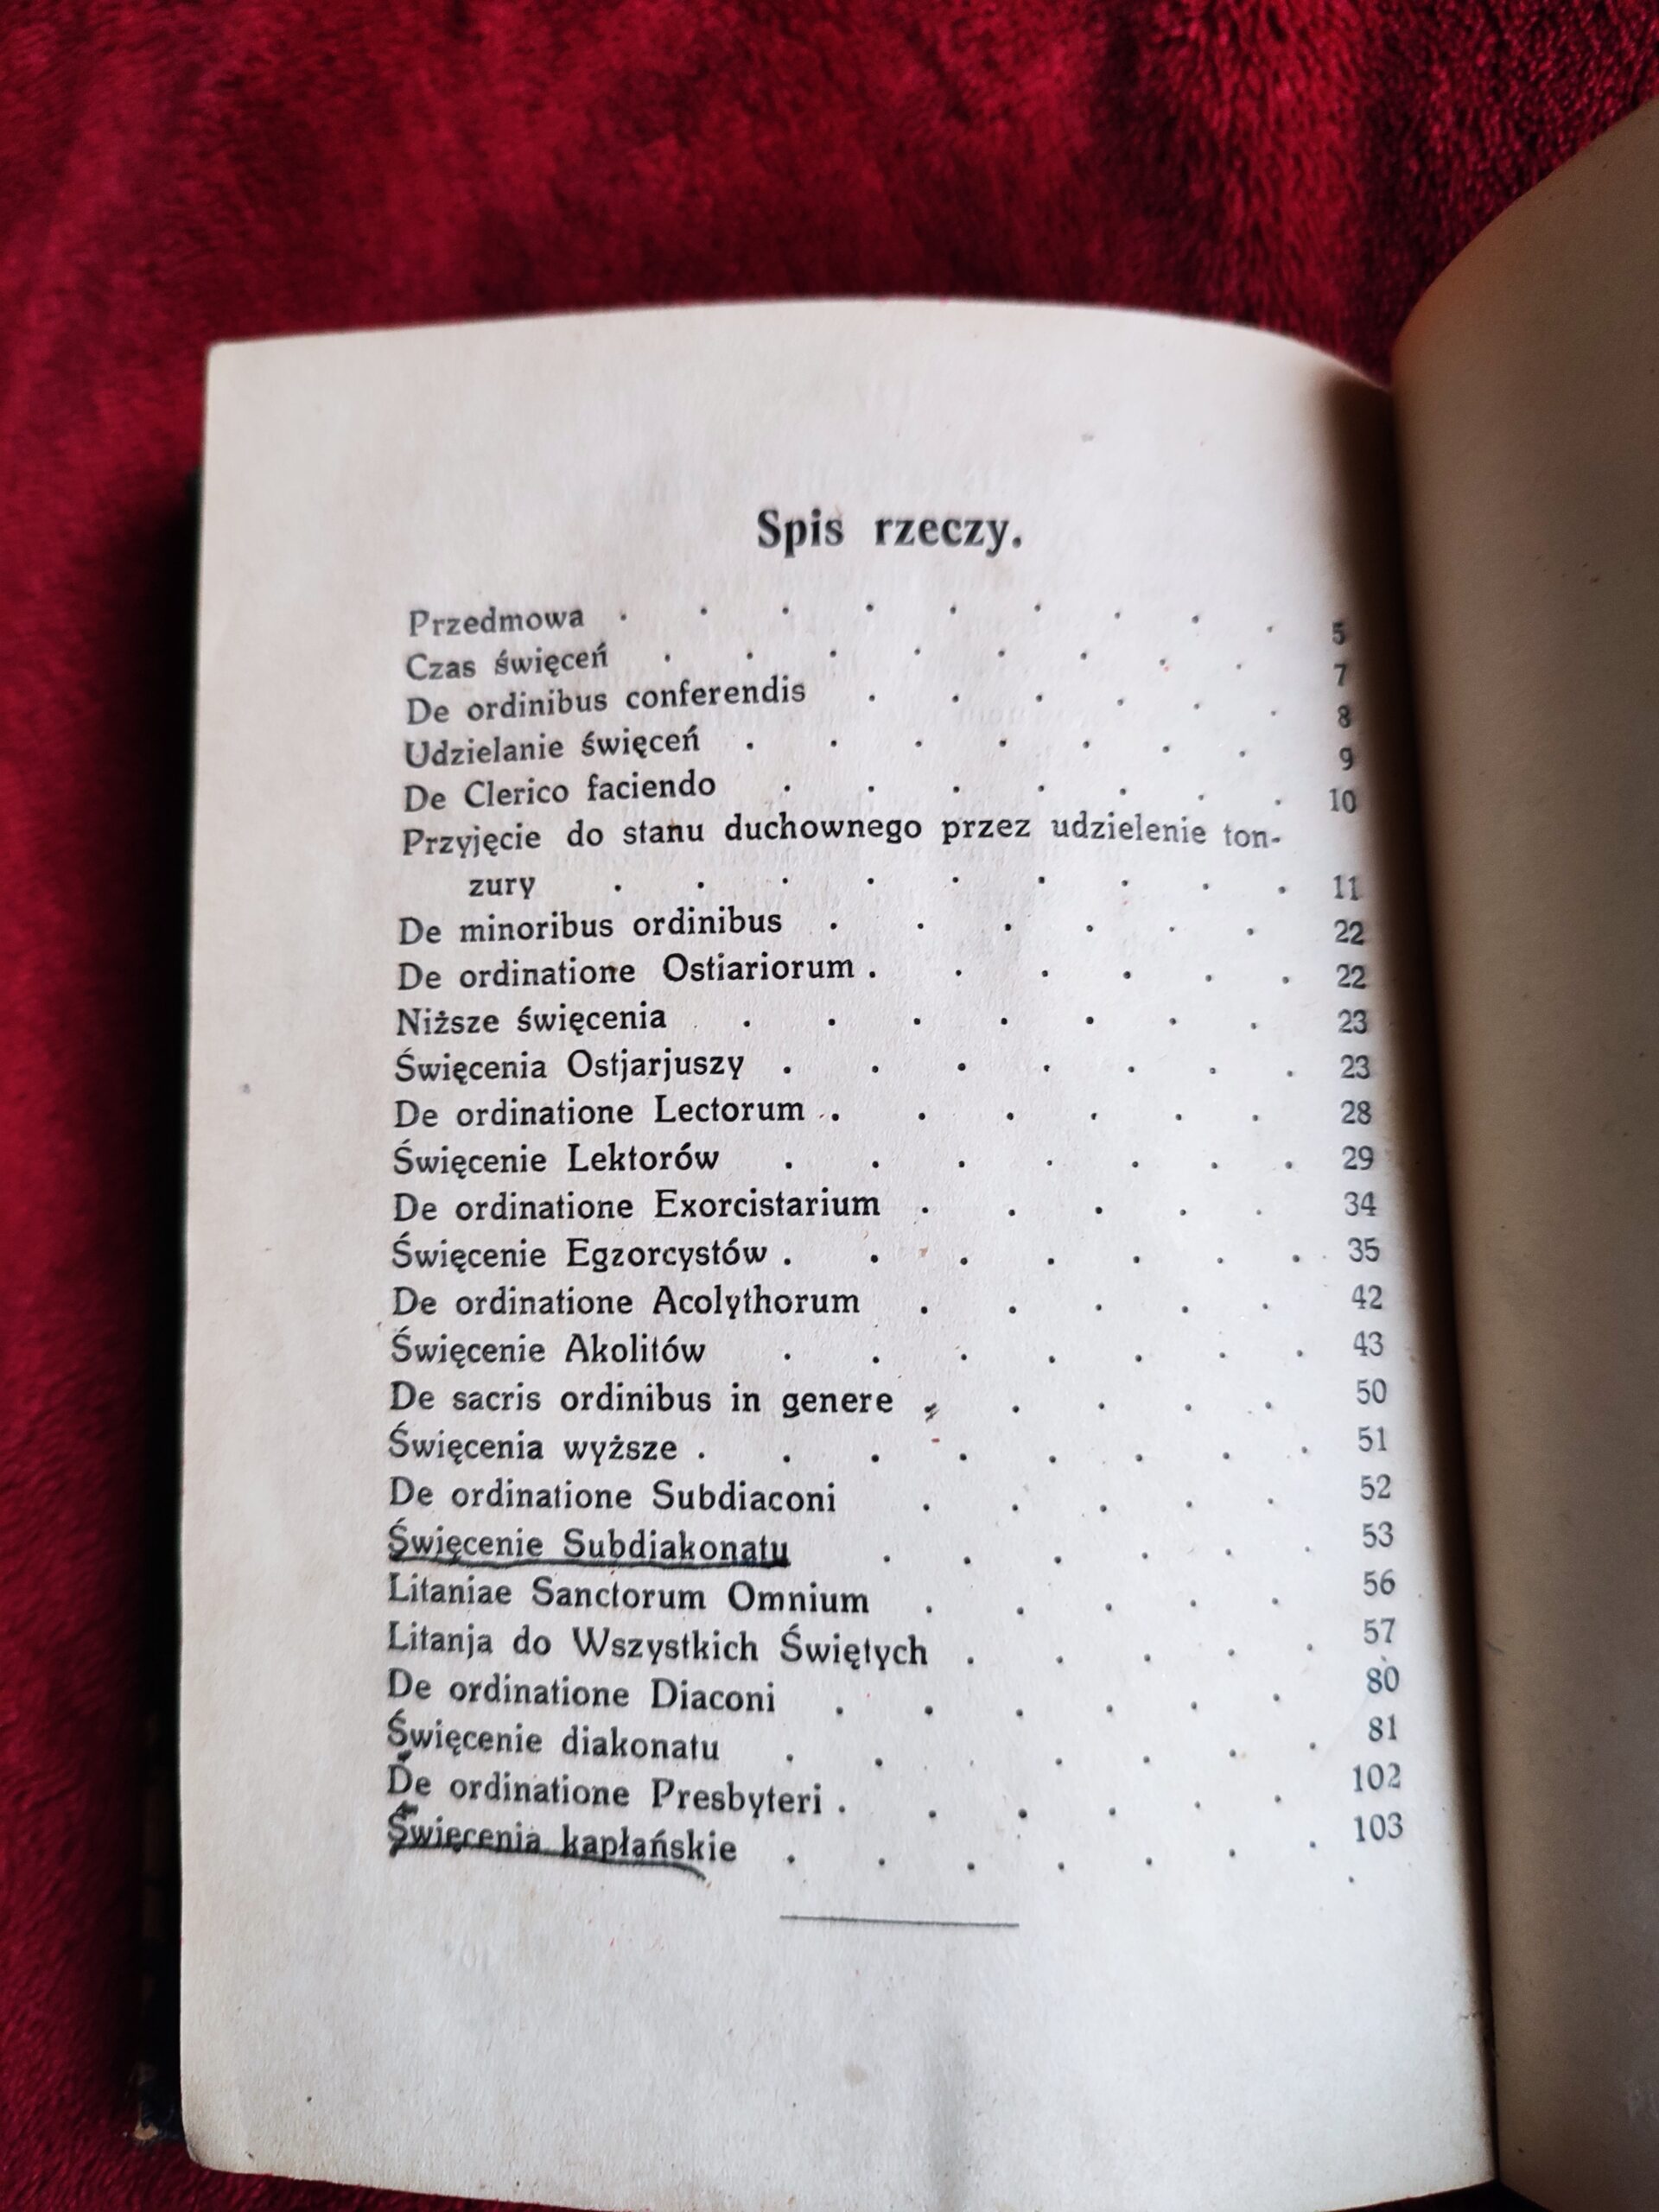 Spis rzeczy.
Przedmowa . . . . . . . . . 5
Czas święceń . . . . . . . . 7
De ordinibus conferendis . . . . . . 8
Udzielanie święceń . . . . . . . 9
De Clerico faciendo . . . . . . . 10
Przyjęcie do stanu duchownego przez udzielenie ton-
zury . . . . . . . . . 11
De minoribus ordinibus . . . . . . 22
De ordinatione Ostiariorum . . . . . . 22
Niższe święcenia . . . . . . . 23
Święcenia Ostjarjuszy . . . . . . . 23
De ordinatione Lectorum . . . . . . 28
Święcenie Lektorów . . . . . . . 29
De ordinatione Exorcistarium . . . . . 34
Święcenie Egzorcystów . . . . . . . 35
De ordinatione Acolythorum . . . . . 42
Święcenie Akolitów . . . . . . . 43
De sacris ordinibus in genere . . . . . 50
Święcenia wyższe . . . . . . . . 51
De ordinatione Subdiaconi . . . . . 52
Święcenie Subdiakonatu . . . . . . 53
Litaniae Sanctorum Omnium . . . . . 56
Litanja do Wszystkich Świętych . . . . . 57
De ordinatione Diaconi . . . . . . 80
Święcenie diakonatu . . . . . . . 81
De ordinatione Presbyteri . . . . . . 102
Święcenia kapłańskie . . . . . . . 103